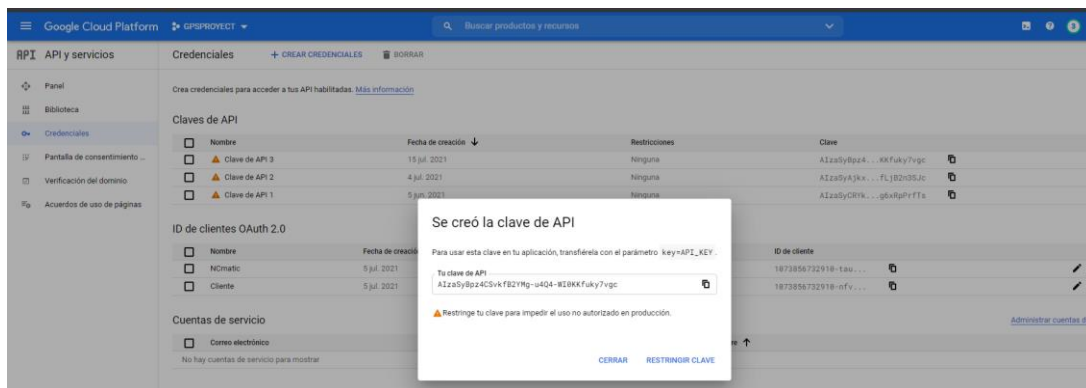 Google Cloud Platform GPSPROYECT Buscar productos y recursos
API API y servicios
Credenciales + CREAR CREDENCIALES BORRAR
Panel
Biblioteca
Credenciales
Pantalla de consentimiento ...
Verificación del dominio
Acuerdos de uso de páginas
Crea credenciales para acceder a tus API habilitadas. Más información
Claves de API
Nombre Fecha de creación Restricciones Clave
Clave de API 3 15 jul. 2021 Ninguna AIzaSyBpz4...KKfuky7vgc
Clave de API 2 4 jul. 2021 Ninguna
Clave de API 1 5 jun. 2021 Ninguna
ID de clientes OAuth 2.0
Nombre Fecha de creació ID de cliente
NCmatic 5 jul. 2021 1073856732910-tau...
Cliente 5 jul. 2021 1073856732910-nfv...
Cuentas de servicio Administrar cuentas d
Correo electrónico re
No hay cuentas de servicio para mostrar
Se creó la clave de API
Para usar esta clave en tu aplicación, transfiérela con el parámetro key=API_KEY.
Tu clave de API
AIzaSyBpz4CSvkfB2YMg-u4Q4-WI0KKfuky7vgc
Restringe tu clave para impedir el uso no autorizado en producción.
CERRAR RESTRINGIR CLAVE